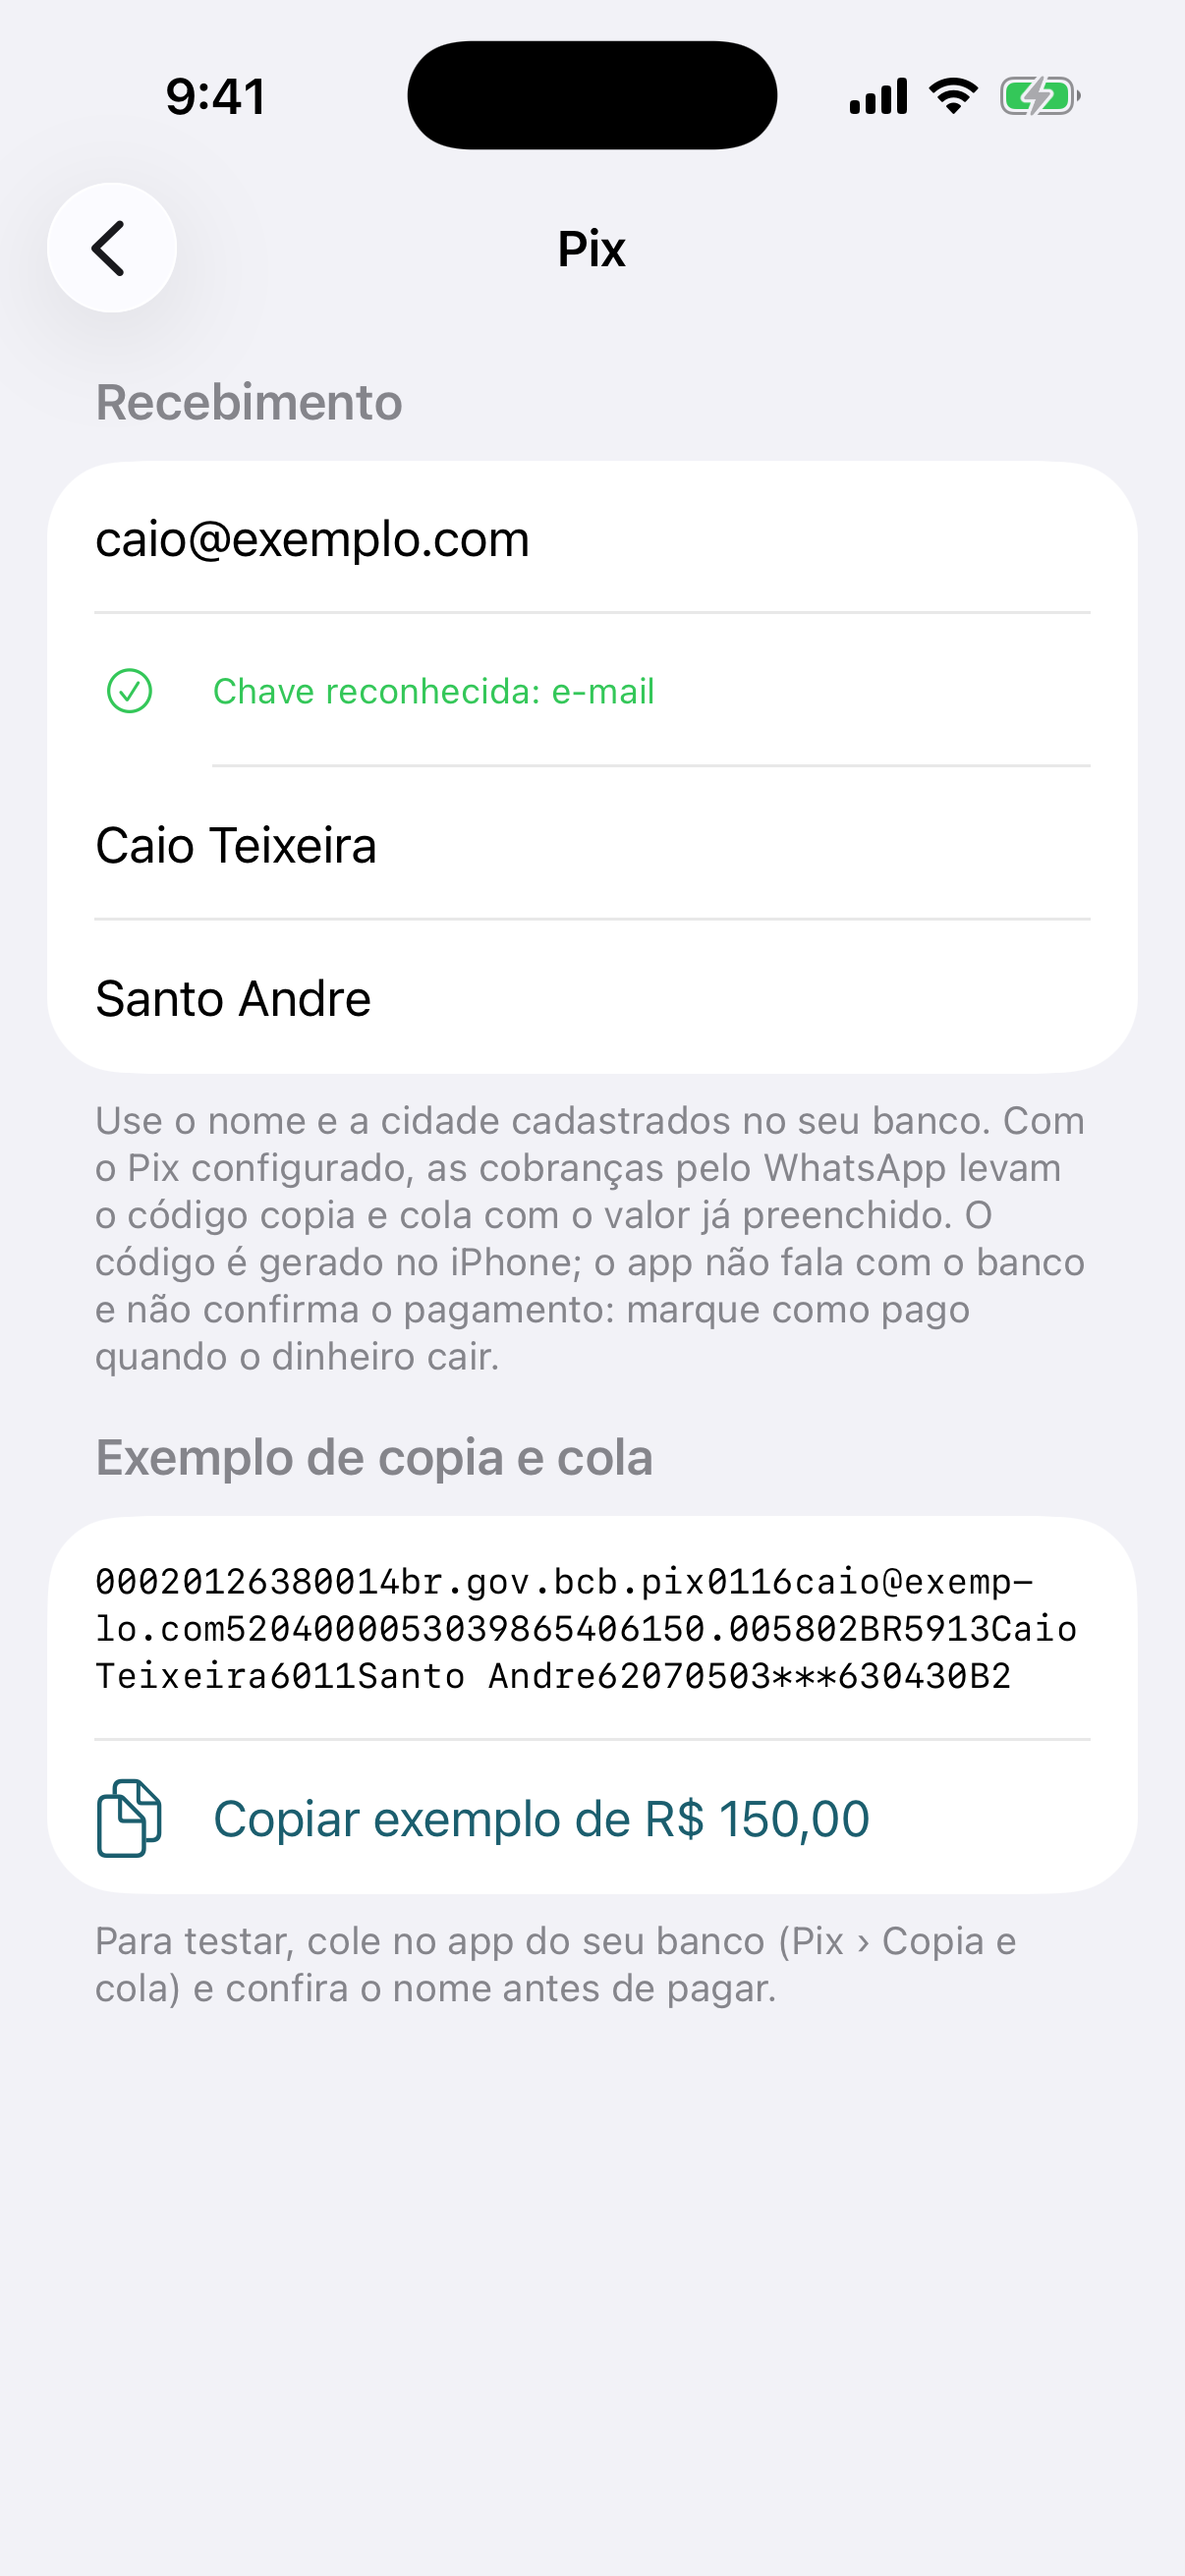 9:41
Pix
Recebimento
caio@exemplo.com
Chave reconhecida: e-mail
Caio Teixeira
Santo Andre
Use o nome e a cidade cadastrados no seu banco. Com
o Pix configurado, as cobranças pelo WhatsApp levam
o código copia e cola com o valor já preenchido. O
código é gerado no iPhone; o app não fala com o banco
e não confirma o pagamento: marque como pago
quando o dinheiro cair.
Exemplo de copia e cola
00020126380014br.gov.bcb.pix0116caio@exemp-
lo.com5204000053039865406150.005802BR5913Caio
Teixeira6011Santo Andre62070503***630430B2
Copiar exemplo de R$ 150,00
Para testar, cole no app do seu banco (Pix › Copia e
cola) e confira o nome antes de pagar.